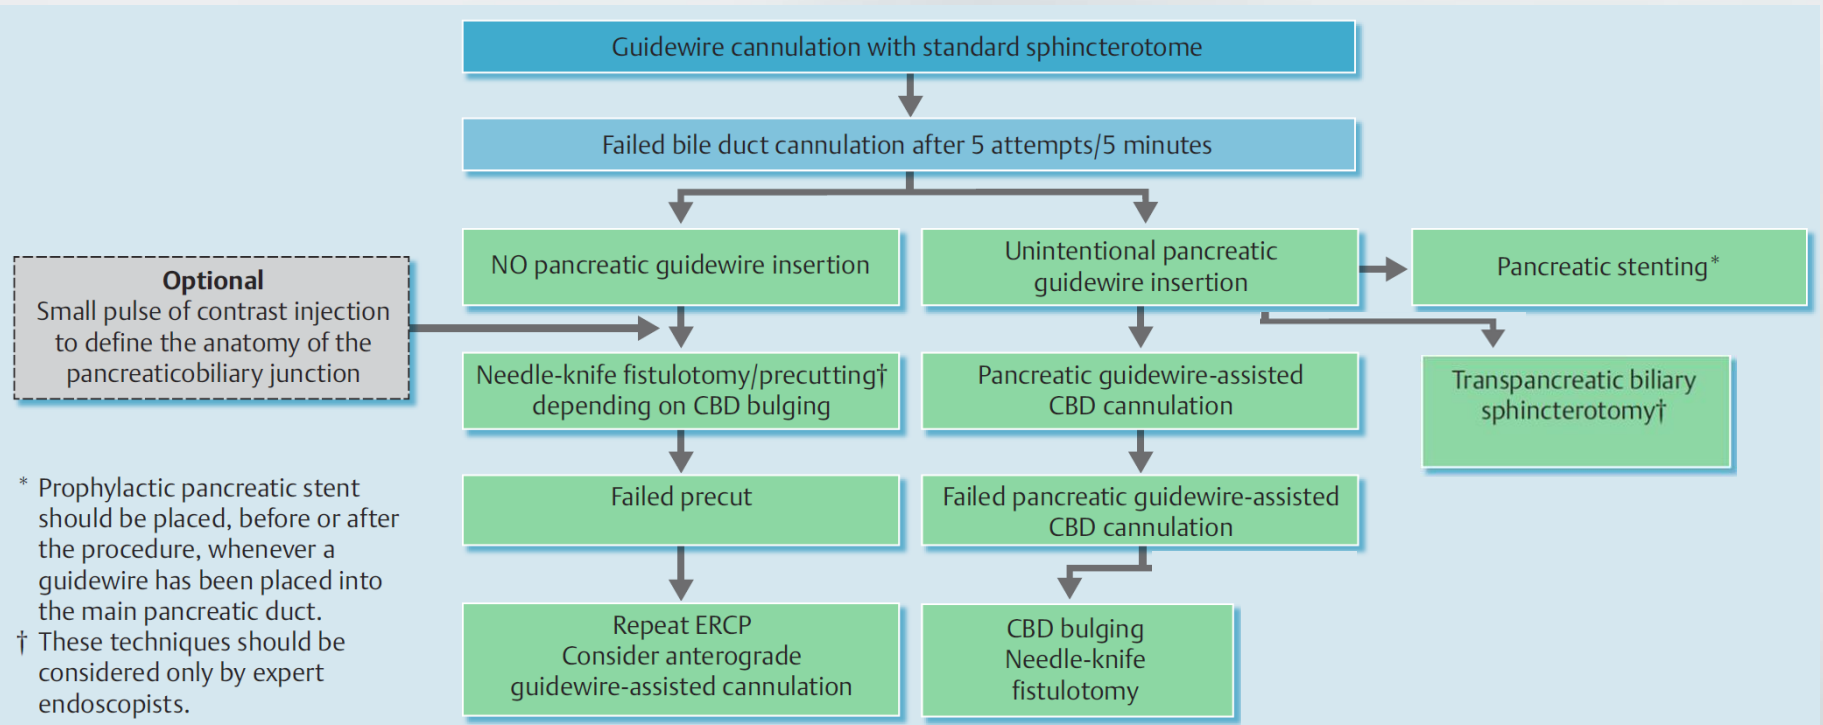 Guidewire cannulation with standard sphincterotome
Failed bile duct cannulation after 5 attempts/5 minutes
NO pancreatic guidewire insertion
Unintentional pancreatic
guidewire insertion
Pancreatic stenting*
Optional
Small pulse of contrast injection
to define the anatomy of the
pancreaticobiliary junction
Needle-knife fistulotomy/precutting†
depending on CBD bulging
Pancreatic guidewire-assisted
CBD cannulation
Transpancreatic biliary
sphincterotomy†
Failed precut
Failed pancreatic guidewire-assisted
CBD cannulation
Repeat ERCP
Consider anterograde
guidewire-assisted cannulation
CBD bulging
Needle-knife
fistulotomy
* Prophylactic pancreatic stent
should be placed, before or after
the procedure, whenever a
guidewire has been placed into
the main pancreatic duct.
† These techniques should be
considered only by expert
endoscopists.